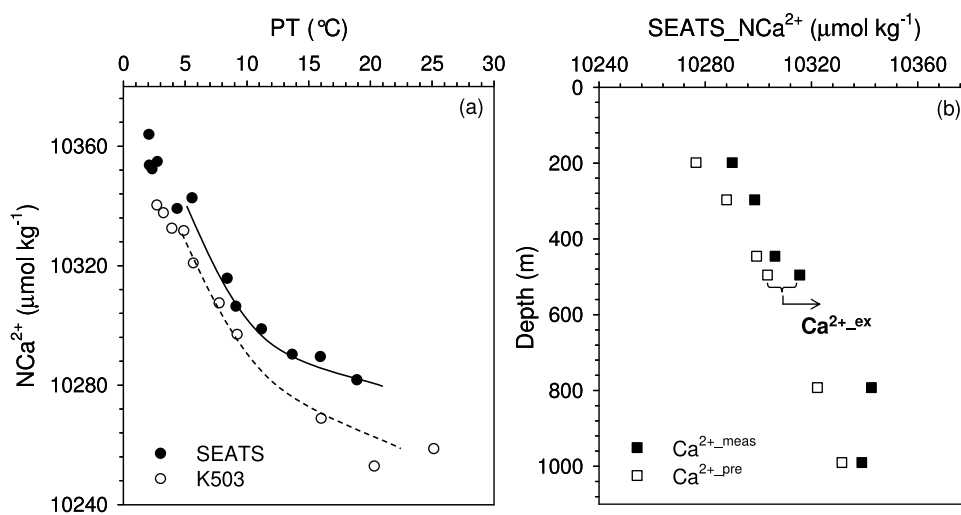 PT (°C)
0 5 10 15 20 25 30
(a)
NCa²⁺ (μmol kg⁻¹)
10360
10320
10280
10240
SEATS
K503
SEATS_NCa²⁺ (μmol kg⁻¹)
10240 10280 10320 10360
(b)
Depth (m)
0
200
400
600
800
1000
Ca²⁺_ex
Ca²⁺_meas
Ca²⁺_pre